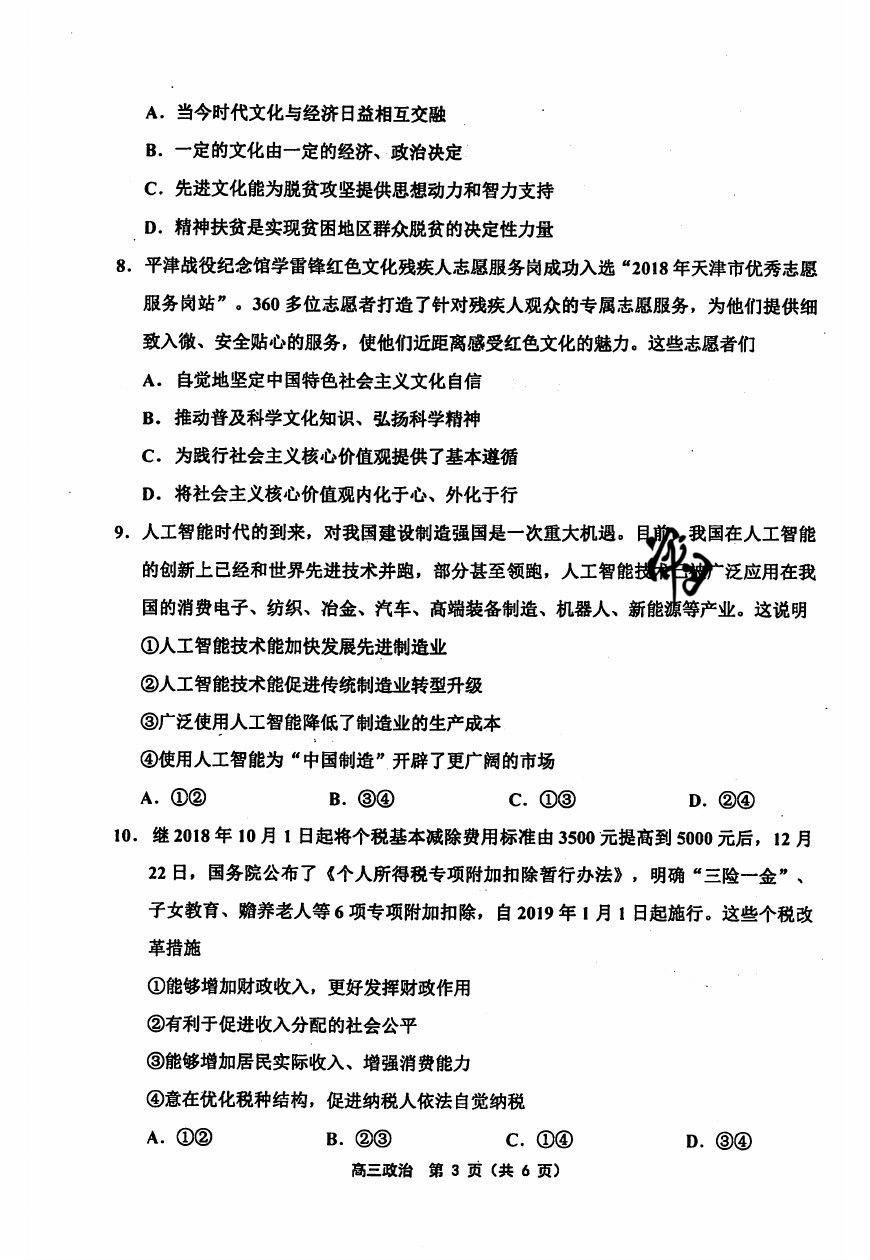 A. 当今时代文化与经济日益相互交融
B. 一定的文化由一定的经济、政治决定
C. 先进文化能为脱贫攻坚提供思想动力和智力支持
D. 精神扶贫是实现贫困地区群众脱贫的决定性力量
8. 平津战役纪念馆学雷锋红色文化残疾人志愿服务岗成功入选“2018 年天津市优秀志愿
服务岗站”。360 多位志愿者打造了针对残疾人观众的专属志愿服务，为他们提供细
致入微、安全贴心的服务，使他们近距离感受红色文化的魅力。这些志愿者们
A. 自觉地坚定中国特色社会主义文化自信
B. 推动普及科学文化知识、弘扬科学精神
C. 为践行社会主义核心价值观提供了基本遵循
D. 将社会主义核心价值观内化于心、外化于行
9. 人工智能时代的到来，对我国建设制造强国是一次重大机遇。目前，我国在人工智能
的创新上已经和世界先进技术并跑，部分甚至领跑，人工智能技术已被广泛应用在我
国的消费电子、纺织、冶金、汽车、高端装备制造、机器人、新能源等产业。这说明
①人工智能技术能加快发展先进制造业
②人工智能技术能促进传统制造业转型升级
③广泛使用人工智能降低了制造业的生产成本
④使用人工智能为“中国制造”开辟了更广阔的市场
A. ①② B. ③④ C. ①③ D. ②④
10. 继 2018 年 10 月 1 日起将个税基本减除费用标准由 3500 元提高到 5000 元后，12 月
22 日，国务院公布了《个人所得税专项附加扣除暂行办法》，明确“三险一金”、
子女教育、赡养老人等 6 项专项附加扣除，自 2019 年 1 月 1 日起施行。这些个税改
革措施
①能够增加财政收入，更好发挥财政作用
②有利于促进收入分配的社会公平
③能够增加居民实际收入、增强消费能力
④意在优化税种结构，促进纳税人依法自觉纳税
A. ①② B. ②③ C. ①④ D. ③④
高三政治 第 3 页（共 6 页）